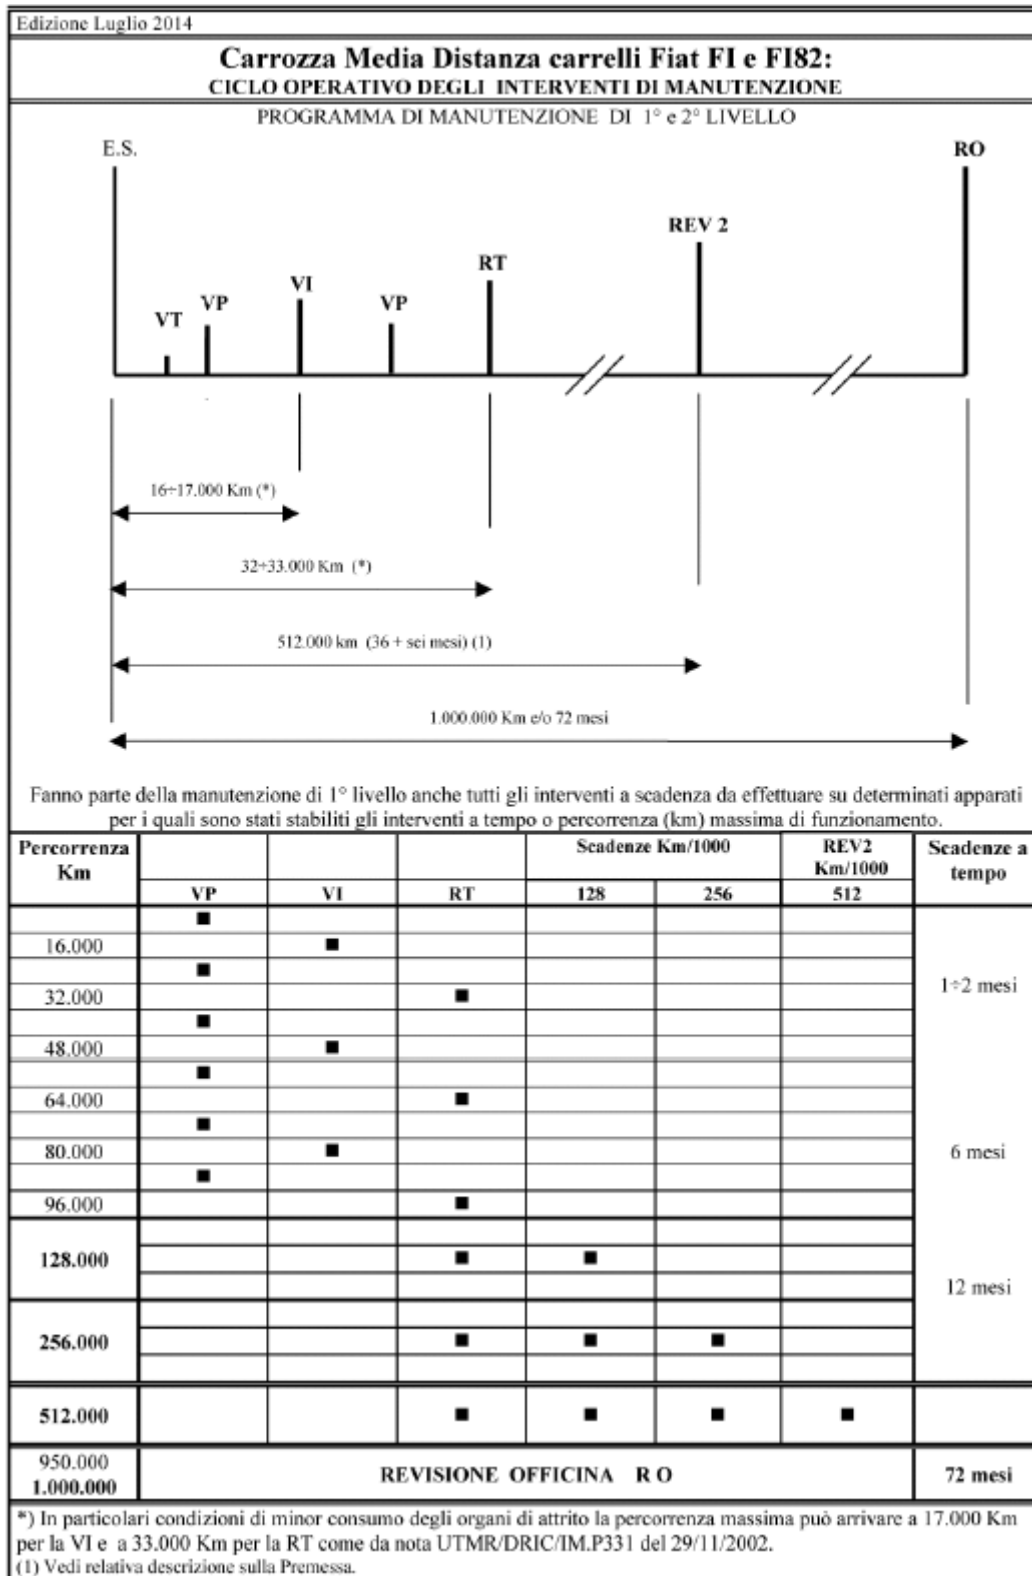 Edizione Luglio 2014
Carrozza Media Distanza carrelli Fiat FI e FI82:
CICLO OPERATIVO DEGLI INTERVENTI DI MANUTENZIONE
PROGRAMMA DI MANUTENZIONE DI 1° e 2° LIVELLO
E.S.
RO
REV 2
RT
VI
VP
VP
VT
16÷17.000 Km (*)
32÷33.000 Km (*)
512.000 km (36 + sei mesi) (1)
1.000.000 Km e/o 72 mesi
Fanno parte della manutenzione di 1° livello anche tutti gli interventi a scadenza da effettuare su determinati apparati
per i quali sono stati stabiliti gli interventi a tempo o percorrenza (km) massima di funzionamento.
Percorrenza Scadenze Km/1000 REV2 Scadenze a
Km Km/1000 tempo
VP VI RT 128 256 512
■
16.000 ■
■
1÷2 mesi
32.000 ■
■
48.000 ■
■
64.000 ■
■
80.000 ■ 6 mesi
■
96.000 ■
128.000 ■ ■
12 mesi
256.000 ■ ■ ■
512.000 ■ ■ ■ ■
950.000
1.000.000 REVISIONE OFFICINA R O 72 mesi
*) In particolari condizioni di minor consumo degli organi di attrito la percorrenza massima può arrivare a 17.000 Km
per la VI e a 33.000 Km per la RT come da nota UTMR/DRIC/IM.P331 del 29/11/2002.
(1) Vedi relativa descrizione sulla Premessa.